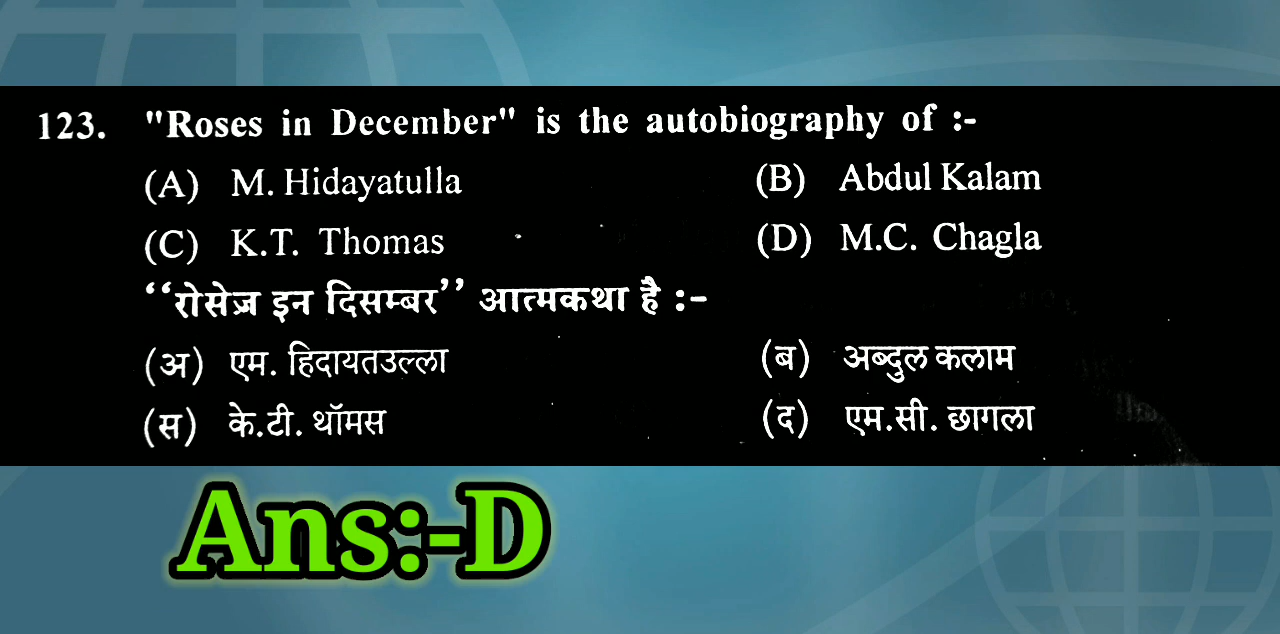 123. "Roses in December" is the autobiography of :-
(A) M. Hidayatulla (B) Abdul Kalam
(C) K.T. Thomas (D) M.C. Chagla
‘‘रोसेज़ इन दिसम्बर’’ आत्मकथा है :-
(अ) एम. हिदायतउल्ला (ब) अब्दुल कलाम
(स) के.टी. थॉमस (द) एम.सी. छागला
Ans:-D